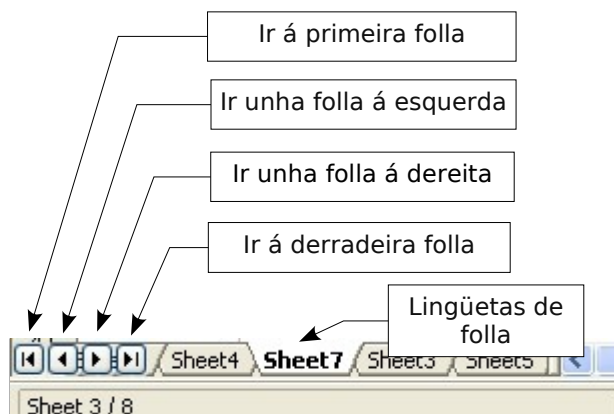 Ir á primeira folla
Ir unha folla á esquerda
Ir unha folla á dereita
Ir á derradeira folla
Lingüetas de
folla
Sheet4 Sheet7 Sheet3 Sheet5
Sheet 3 / 8